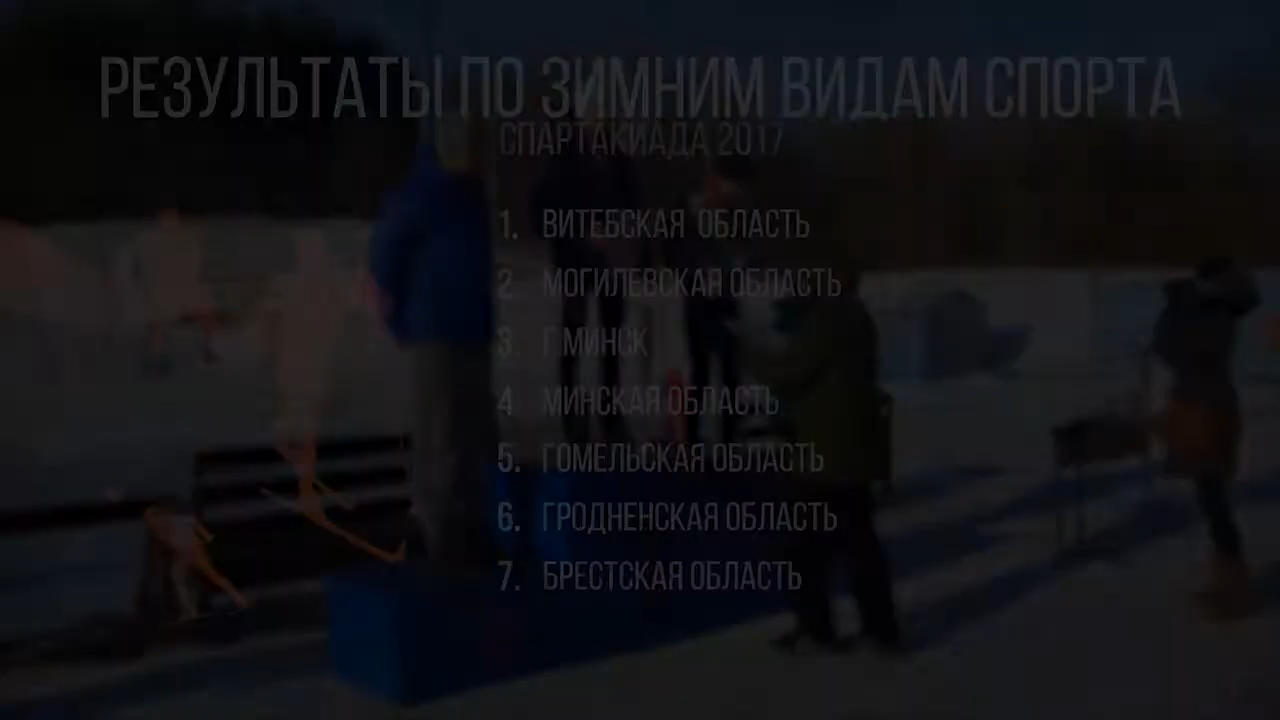 РЕЗУЛЬТАТЫ ПО ЗИМНИМ ВИДАМ СПОРТА
СПАРТАКИАДА 2017
1. ВИТЕБСКАЯ ОБЛАСТЬ
2. МОГИЛЕВСКАЯ ОБЛАСТЬ
3. Г.МИНСК
4. МИНСКАЯ ОБЛАСТЬ
5. ГОМЕЛЬСКАЯ ОБЛАСТЬ
6. ГРОДНЕНСКАЯ ОБЛАСТЬ
7. БРЕСТСКАЯ ОБЛАСТЬ